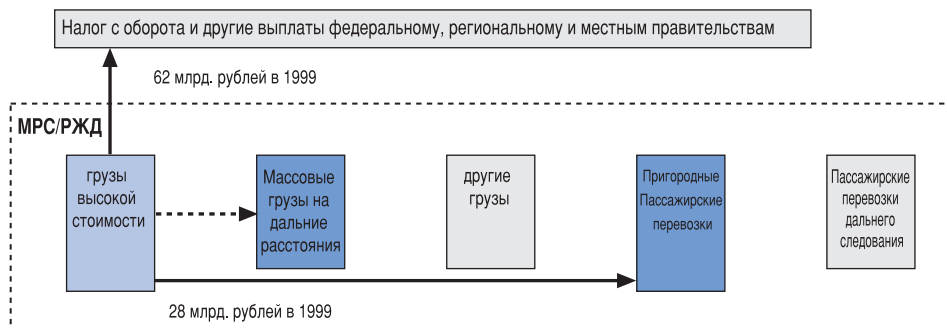 Налог с оборота и другие выплаты федеральному, региональному и местным правительствам
62 млрд. рублей в 1999
МРС/РЖД
грузы
высокой
стоимости
Массовые
грузы на
дальние
расстояния
другие
грузы
Пригородные
Пассажирские
перевозки
Пассажирские
перевозки
дальнего
следования
28 млрд. рублей в 1999